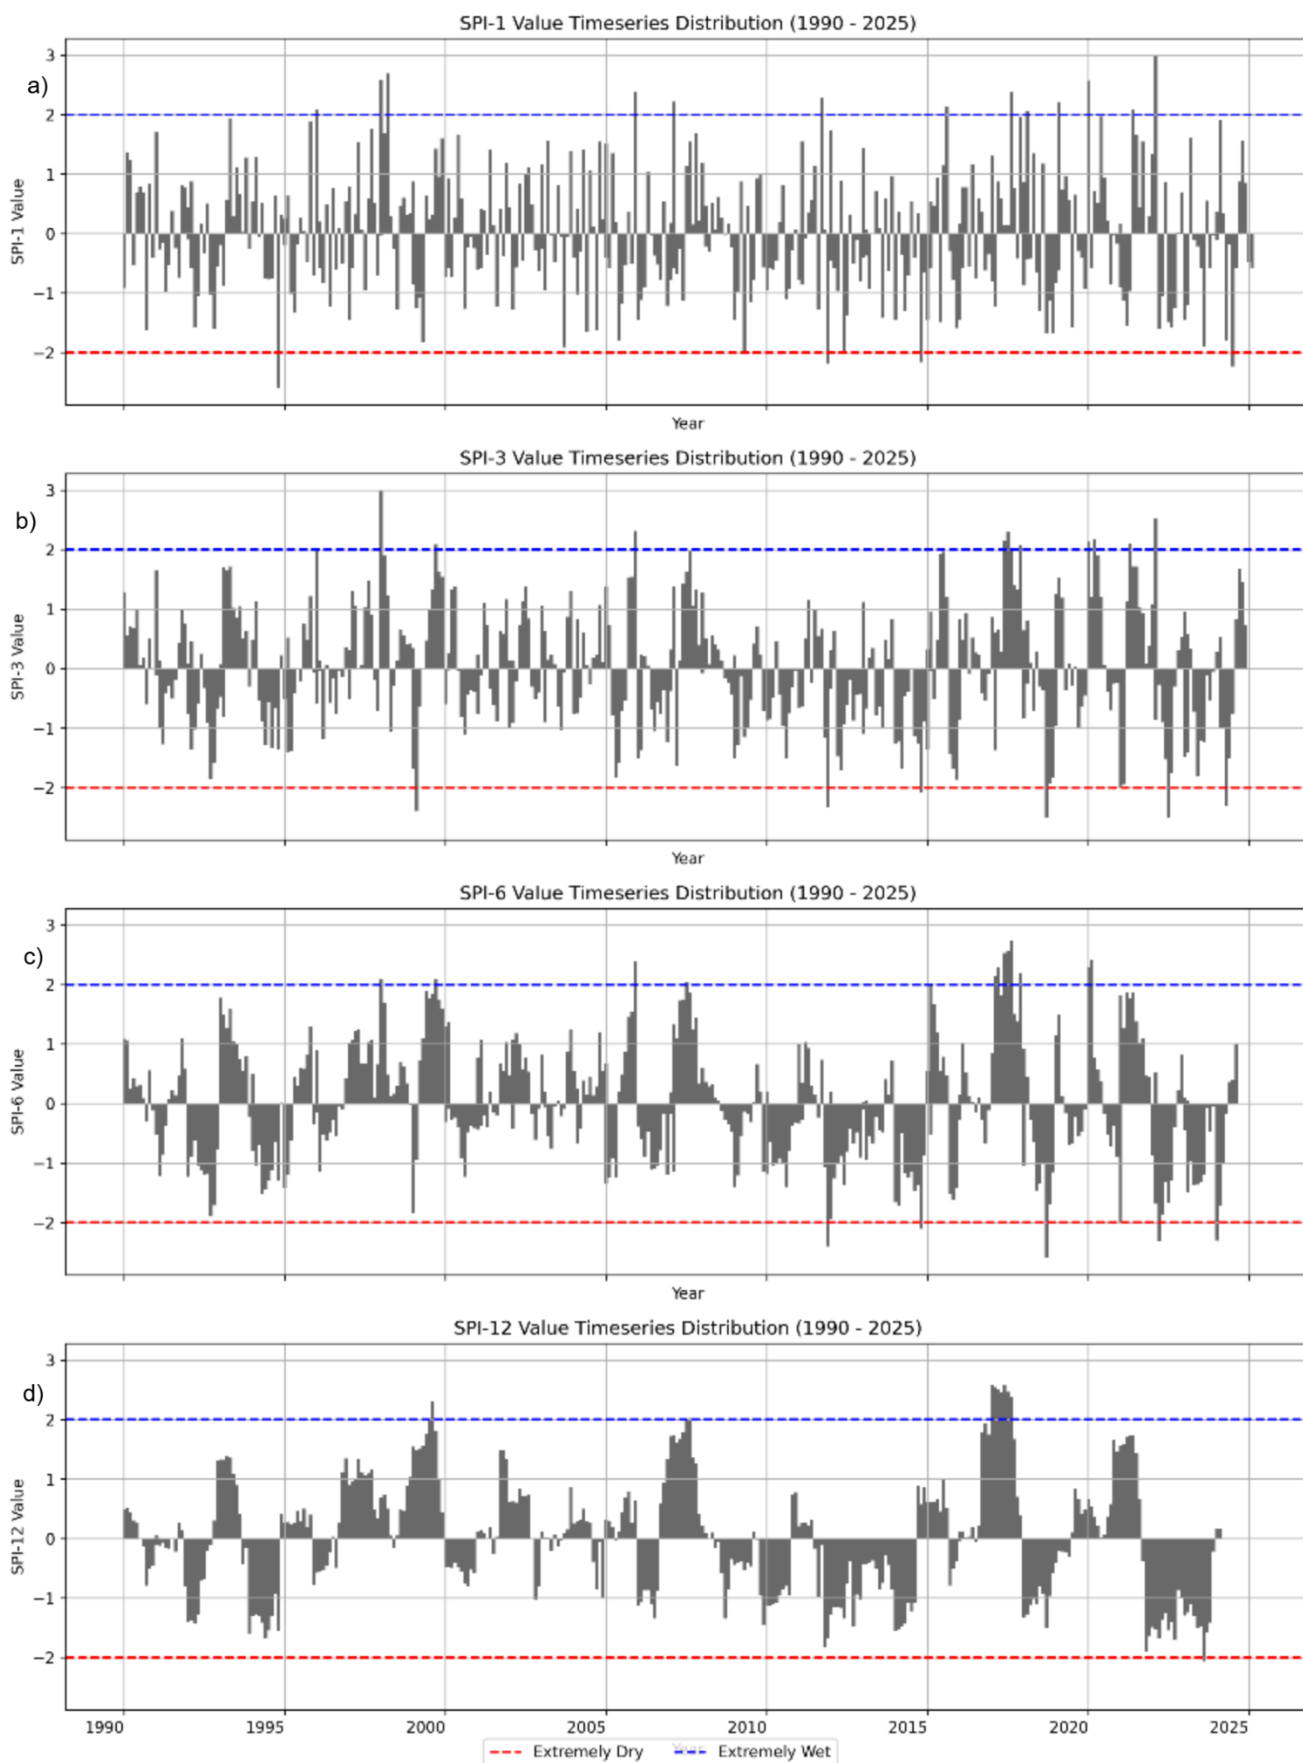 SPI-1 Value Timeseries Distribution (1990 - 2025)
a)
SPI-1 Value
3
2
1
0
−1
−2
Year
SPI-3 Value Timeseries Distribution (1990 - 2025)
b)
SPI-3 Value
3
2
1
0
−1
−2
Year
SPI-6 Value Timeseries Distribution (1990 - 2025)
c)
SPI-6 Value
3
2
1
0
−1
−2
Year
SPI-12 Value Timeseries Distribution (1990 - 2025)
d)
SPI-12 Value
3
2
1
0
−1
−2
1990 1995 2000 2005 2010 2015 2020 2025
Year
Extremely Dry Extremely Wet